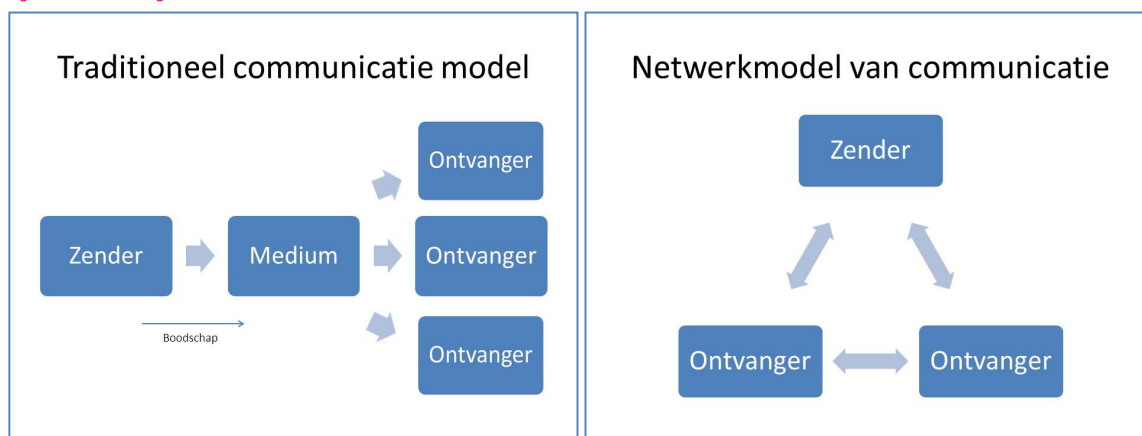 Traditioneel communicatie model
Ontvanger
Zender
Medium
Ontvanger
Boodschap
Ontvanger
Netwerkmodel van communicatie
Zender
Ontvanger
Ontvanger